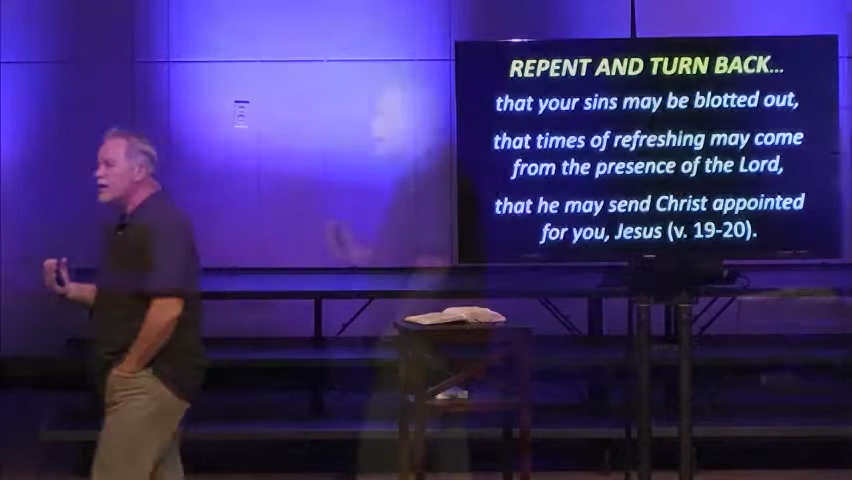 REPENT AND TURN BACK...
that your sins may be blotted out,
that times of refreshing may come
from the presence of the Lord,
that he may send Christ appointed
for you, Jesus (v. 19-20).